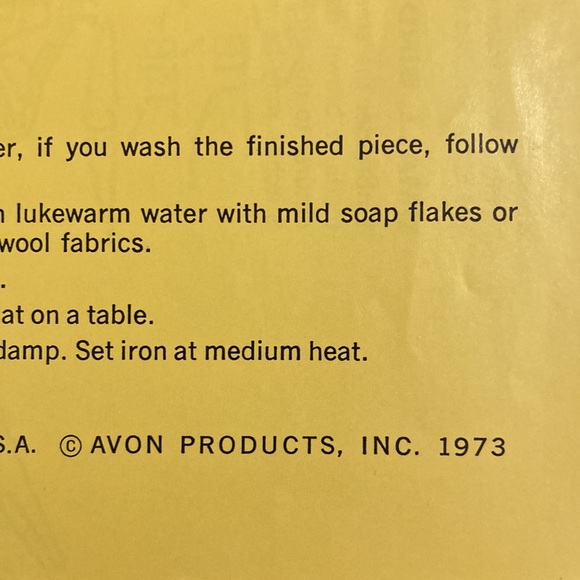 er, if you wash the finished piece, follow
n lukewarm water with mild soap flakes or
wool fabrics.
.
at on a table.
damp. Set iron at medium heat.
S.A. © AVON PRODUCTS, INC. 1973